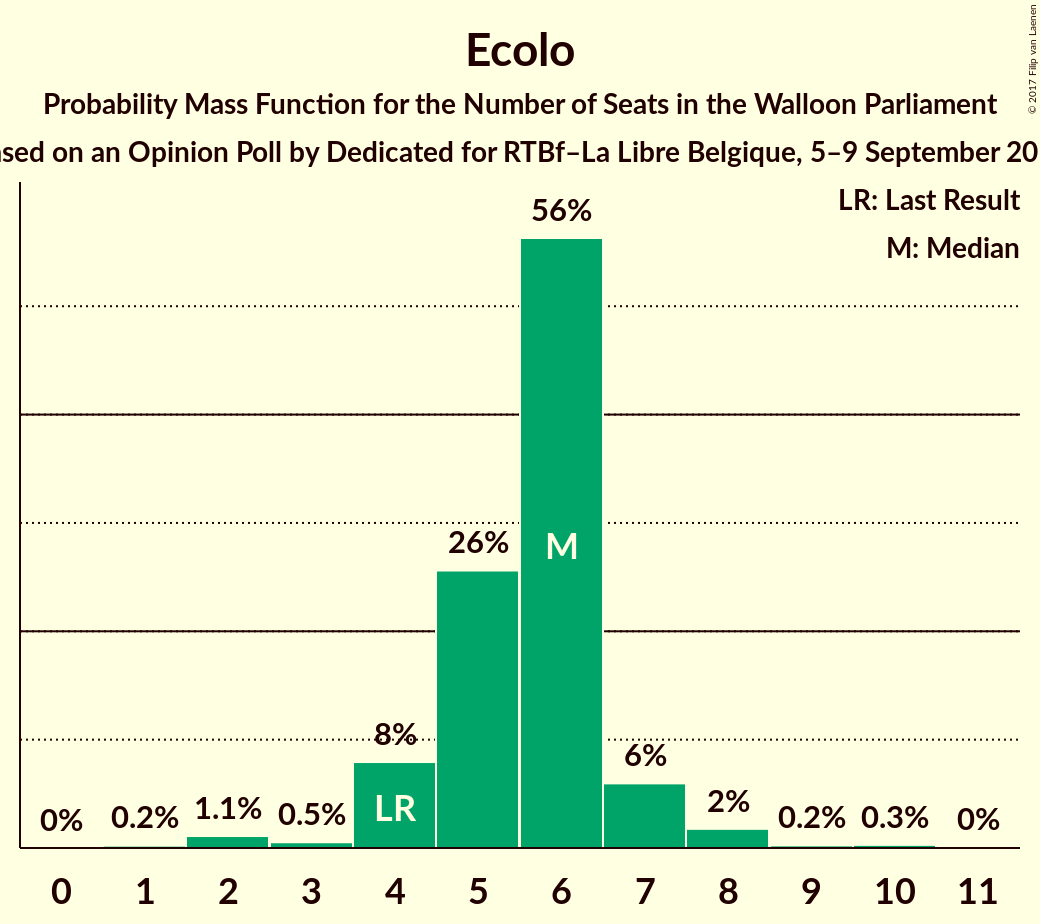 Ecolo
Probability Mass Function for the Number of Seats in the Walloon Parliament
on an Opinion Poll by Dedicated for RTBf–La Libre Belgique, 5–9 September
© 2017 Filip van Laenen
LR: Last Result
M: Median
56%
26%
M
8%
6%
LR
2%
1.1%
0.5%
0.2%
0.2%
0.3%
0%
0%
0 1 2 3 4 5 6 7 8 9 10 11